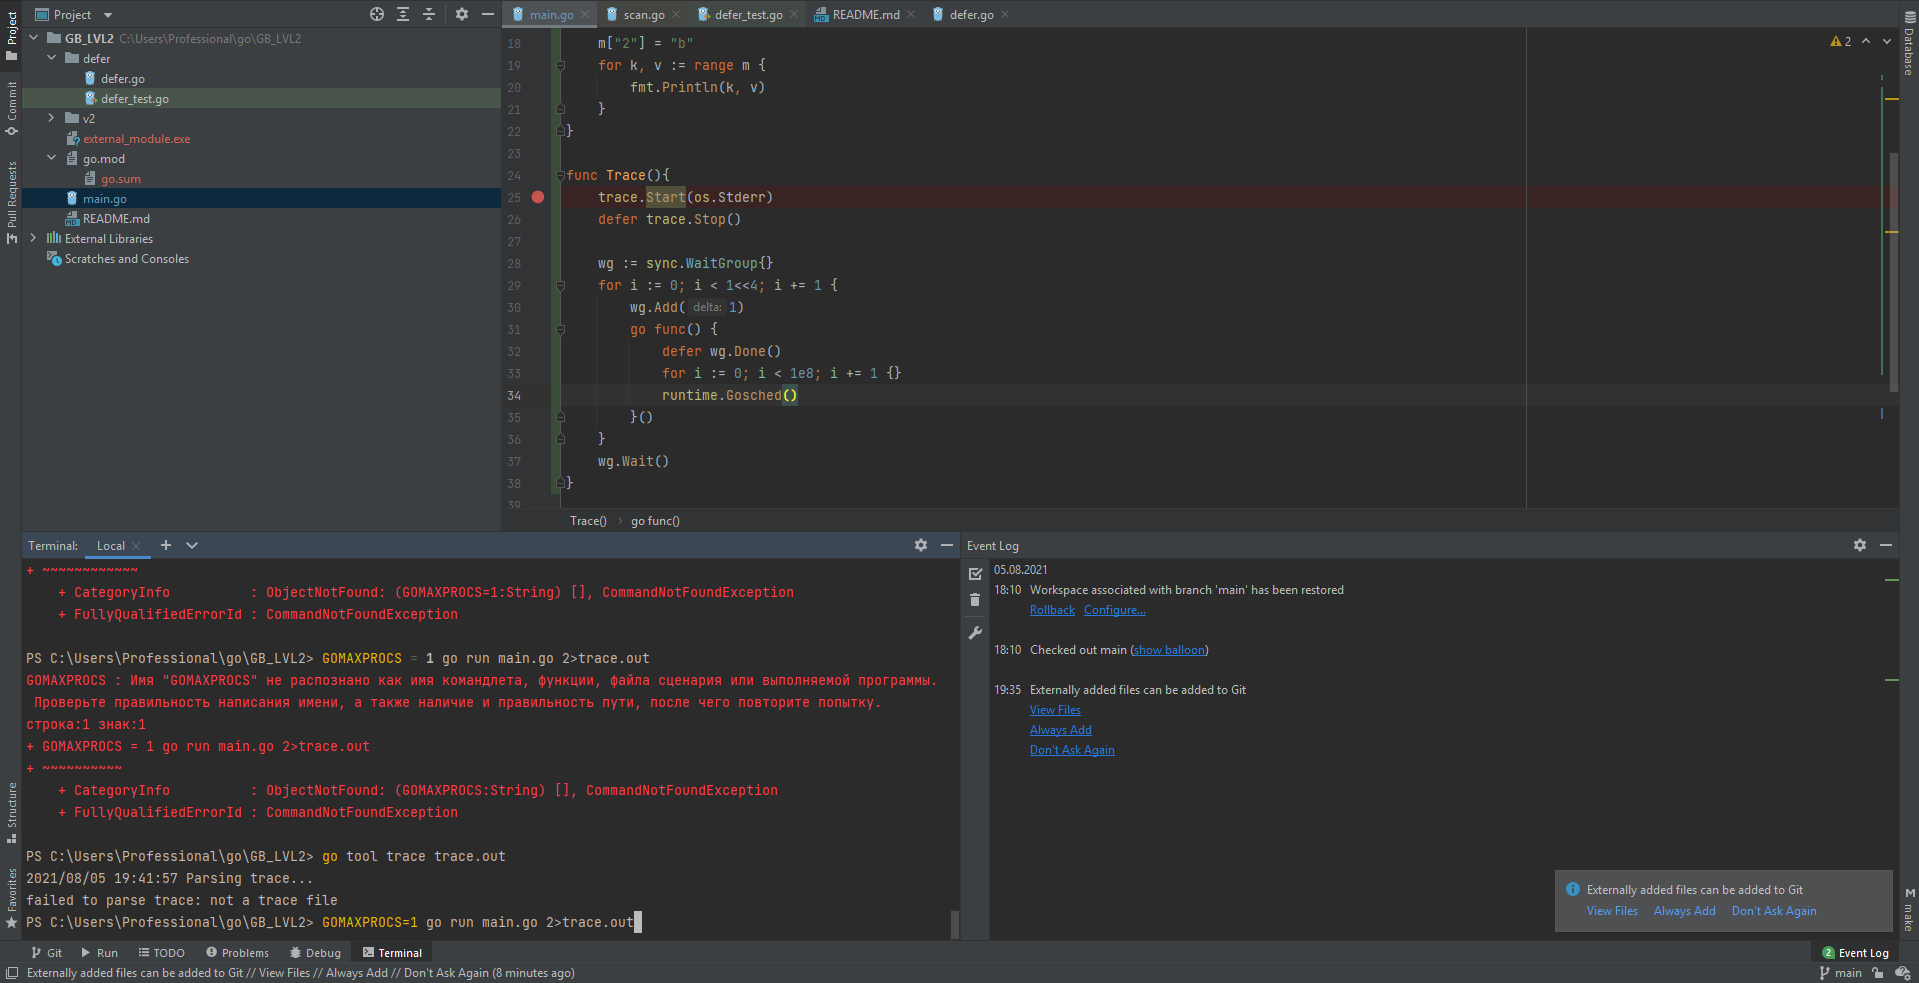 Project
main.go
scan.go
defer_test.go
README.md
defer.go
GB_LVL2 C:\Users\Professional\go\GB_LVL2
defer
defer.go
defer_test.go
v2
external_module.exe
go.mod
go.sum
main.go
README.md
External Libraries
Scratches and Consoles
Project
Commit
Pull Requests
Structure
Favorites
18 m["2"] = "b"
19 for k, v := range m {
20 fmt.Println(k, v)
21 }
22 }
23
24 func Trace(){
25 trace.Start(os.Stderr)
26 defer trace.Stop()
27
28 wg := sync.WaitGroup{}
29 for i := 0; i < 1<<4; i += 1 {
30 wg.Add( delta: 1)
31 go func() {
32 defer wg.Done()
33 for i := 0; i < 1e8; i += 1 {}
34 runtime.Gosched()
35 }()
36 }
37 wg.Wait()
38 }
39
2
Database
make
Trace() › go func()
Terminal: Local
+ ~~~~~~~~~~~~
+ CategoryInfo : ObjectNotFound: (GOMAXPROCS=1:String) [], CommandNotFoundException
+ FullyQualifiedErrorId : CommandNotFoundException
PS C:\Users\Professional\go\GB_LVL2> GOMAXPROCS = 1 go run main.go 2>trace.out
GOMAXPROCS : Имя "GOMAXPROCS" не распознано как имя командлета, функции, файла сценария или выполняемой программы.
Проверьте правильность написания имени, а также наличие и правильность пути, после чего повторите попытку.
строка:1 знак:1
+ GOMAXPROCS = 1 go run main.go 2>trace.out
+ ~~~~~~~~~~
+ CategoryInfo : ObjectNotFound: (GOMAXPROCS:String) [], CommandNotFoundException
+ FullyQualifiedErrorId : CommandNotFoundException
PS C:\Users\Professional\go\GB_LVL2> go tool trace trace.out
2021/08/05 19:41:57 Parsing trace...
failed to parse trace: not a trace file
PS C:\Users\Professional\go\GB_LVL2> GOMAXPROCS=1 go run main.go 2>trace.out
Event Log
05.08.2021
18:10 Workspace associated with branch 'main' has been restored
Rollback Configure...
18:10 Checked out main (show balloon)
19:35 Externally added files can be added to Git
View Files
Always Add
Don't Ask Again
Externally added files can be added to Git
View Files Always Add Don't Ask Again
Git Run TODO Problems Debug Terminal
2 Event Log
Externally added files can be added to Git // View Files // Always Add // Don't Ask Again (8 minutes ago)
main